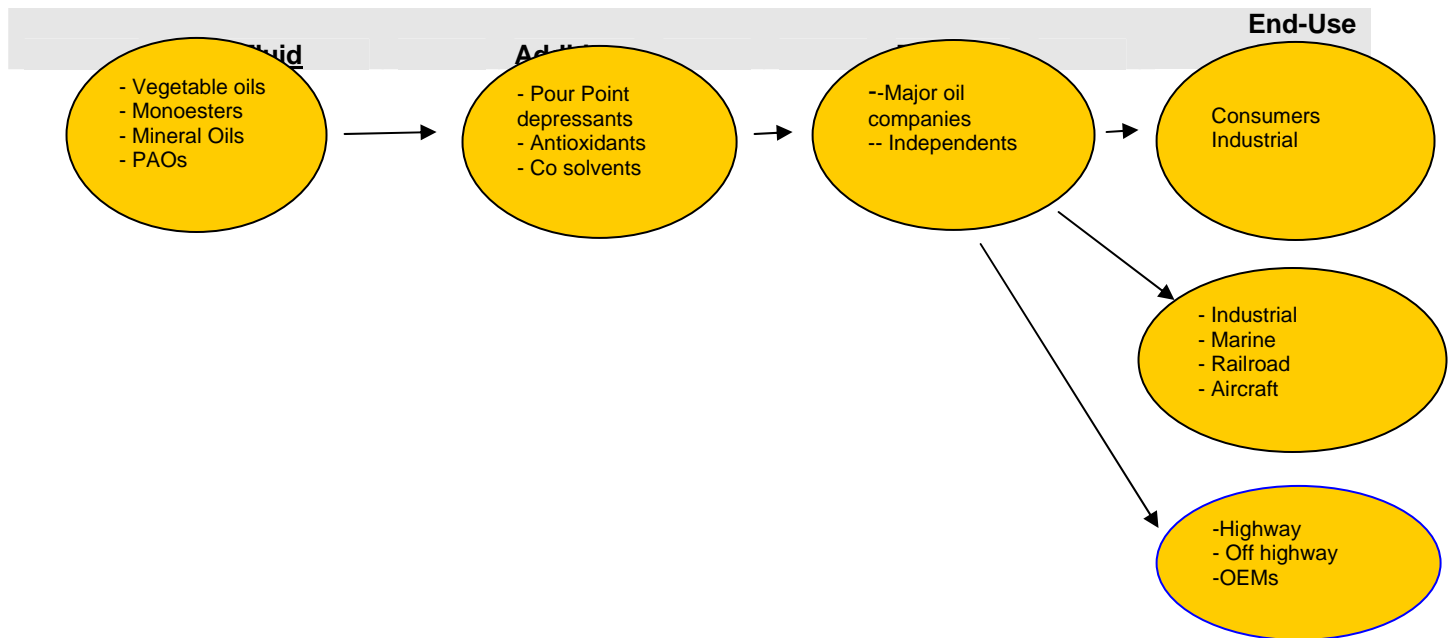 End-Use
- Vegetable oils
- Monoesters
- Mineral Oils
- PAOs
- Pour Point
depressants
- Antioxidants
- Co solvents
--Major oil
companies
-- Independents
Consumers
Industrial
- Industrial
- Marine
- Railroad
- Aircraft
-Highway
- Off highway
-OEMs